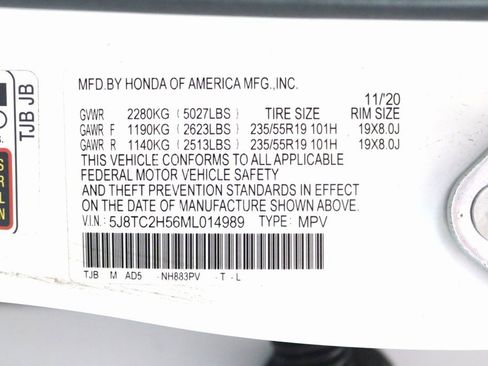 TJB JB
S
R
L
N
MFD.BY HONDA OF AMERICA MFG.,INC.
11/'20
GVWR 2280KG (5027LBS) TIRE SIZE RIM SIZE
GAWR F 1190KG (2623LBS) 235/55R19 101H 19X8.0J
GAWR R 1140KG (2513LBS) 235/55R19 101H 19X8.0J
THIS VEHICLE CONFORMS TO ALL APPLICABLE
FEDERAL MOTOR VEHICLE SAFETY
AND THEFT PREVENTION STANDARDS IN EFFECT
ON THE DATE OF MANUFACTURE SHOWN ABOVE.
V.I.N: 5J8TC2H56ML014989 TYPE: MPV
TJB M AD5 -NH883PV -T -L